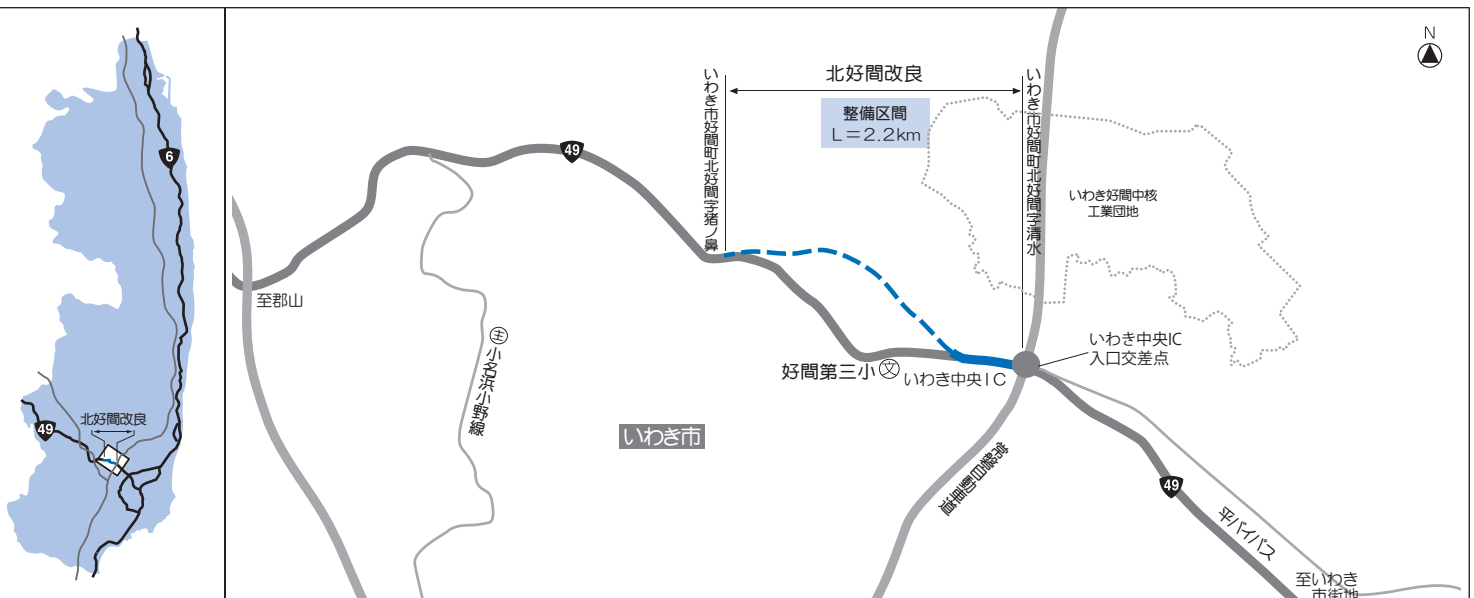 6
49
北好間改良
N
北好間改良
整備区間
L=2.2km
いわき市好間町北好間字猪ノ鼻
いわき市好間町北好間字清水
49
いわき好間中核
工業団地
至郡山
主
小名浜小野線
いわき中央IC
入口交差点
好間第三小
文
いわき中央IC
いわき市
常磐自動車道
49
平バイパス
至いわき
市街地